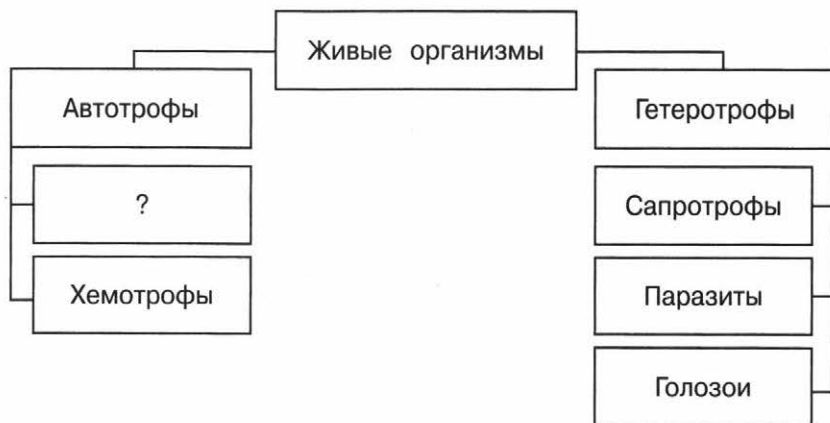 Живые организмы
Автотрофы
?
Хемотрофы
Гетеротрофы
Сапротрофы
Паразиты
Голозои